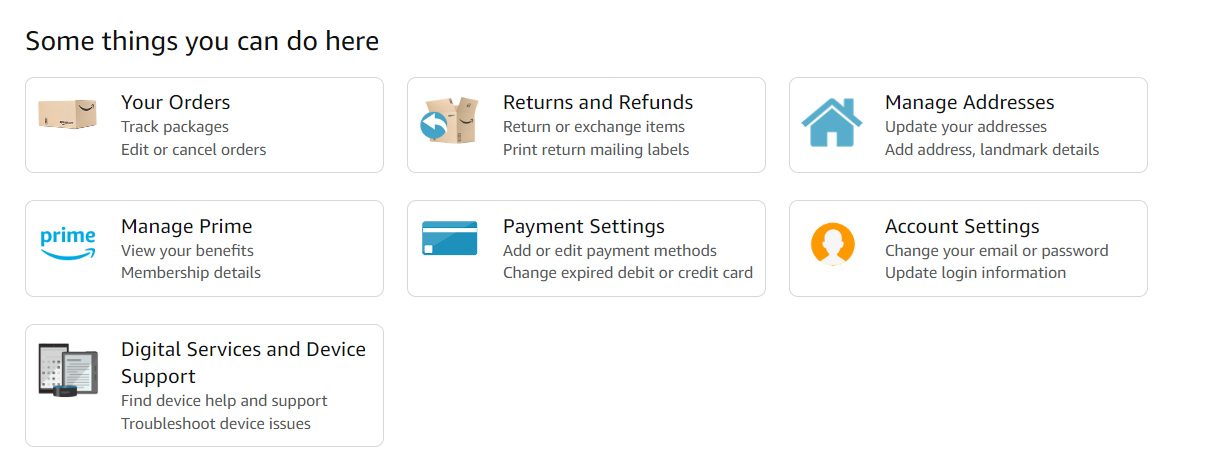 Some things you can do here
Your Orders
Track packages
Edit or cancel orders
Returns and Refunds
Return or exchange items
Print return mailing labels
Manage Addresses
Update your addresses
Add address, landmark details
prime
Manage Prime
View your benefits
Membership details
Payment Settings
Add or edit payment methods
Change expired debit or credit card
Account Settings
Change your email or password
Update login information
Digital Services and Device
Support
Find device help and support
Troubleshoot device issues